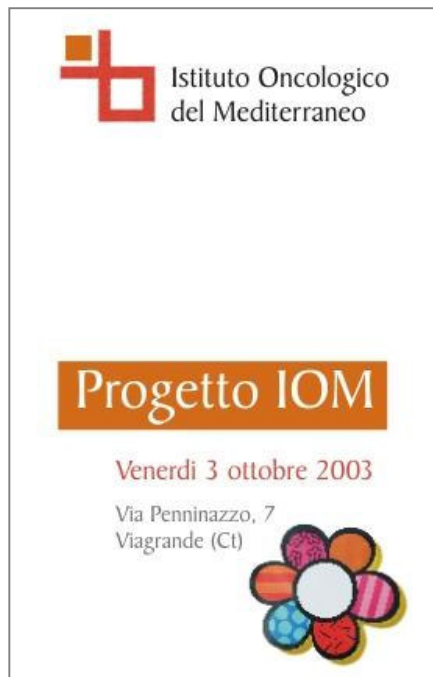 Istituto Oncologico
del Mediterraneo
Progetto IOM
Venerdi 3 ottobre 2003
Via Penninazzo, 7
Viagrande (Ct)